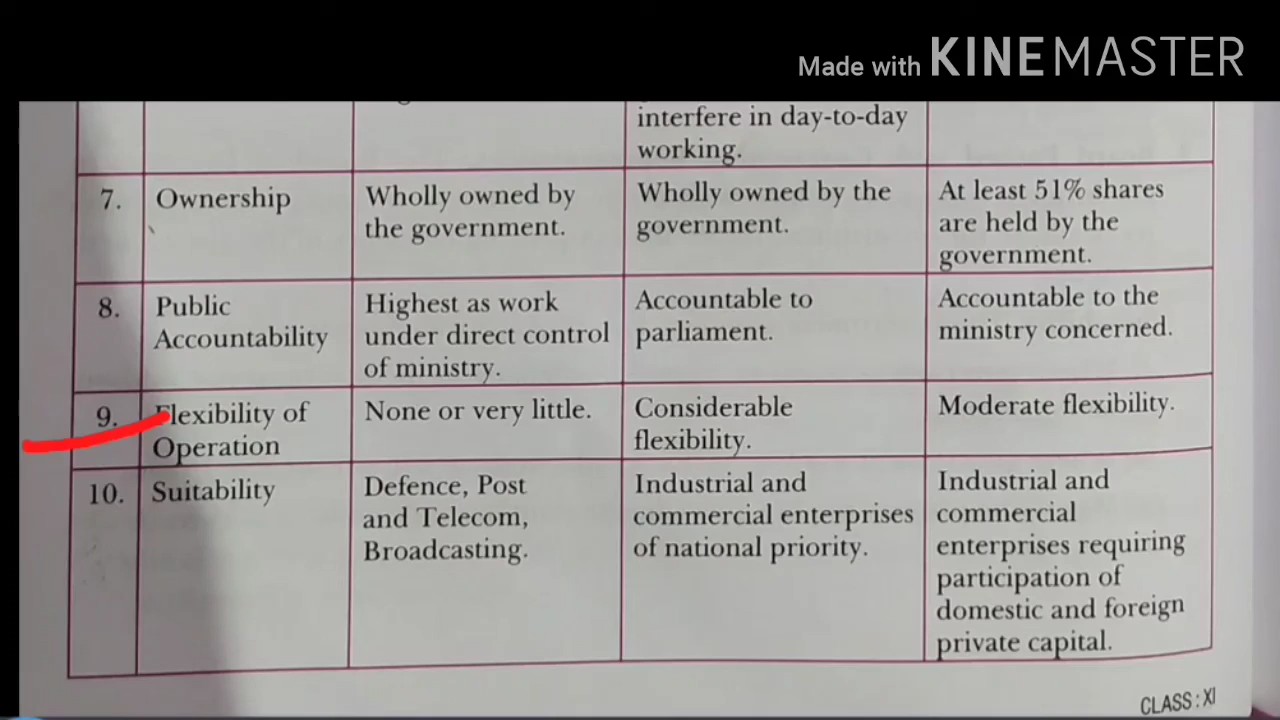 Made with KINEMASTER
interfere in day-to-day
working.
7. Ownership
Wholly owned by
the government.
Wholly owned by the
government.
At least 51% shares
are held by the
government.
8. Public
Accountability
Highest as work
under direct control
of ministry.
Accountable to
parliament.
Accountable to the
ministry concerned.
9. Flexibility of
Operation
None or very little.
Considerable
flexibility.
Moderate flexibility.
10. Suitability
Defence, Post
and Telecom,
Broadcasting.
Industrial and
commercial enterprises
of national priority.
Industrial and
commercial
enterprises requiring
participation of
domestic and foreign
private capital.
CLASS : XI